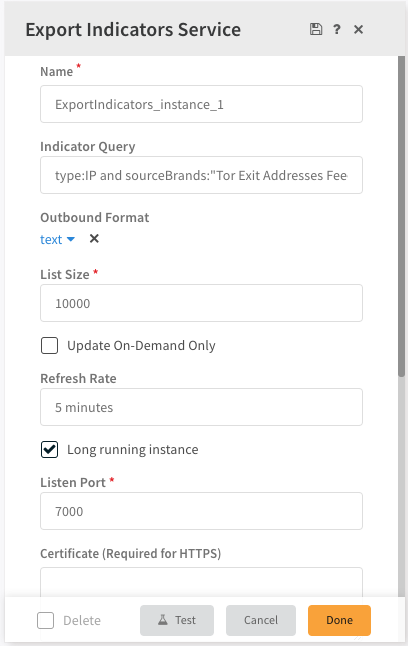 Export Indicators Service ? ×
Name *
ExportIndicators_instance_1
Indicator Query
type:IP and sourceBrands:"Tor Exit Addresses Fee
Outbound Format
text ×
List Size *
10000
Update On-Demand Only
Refresh Rate
5 minutes
Long running instance
Listen Port *
7000
Certificate (Required for HTTPS)
Delete Test Cancel Done